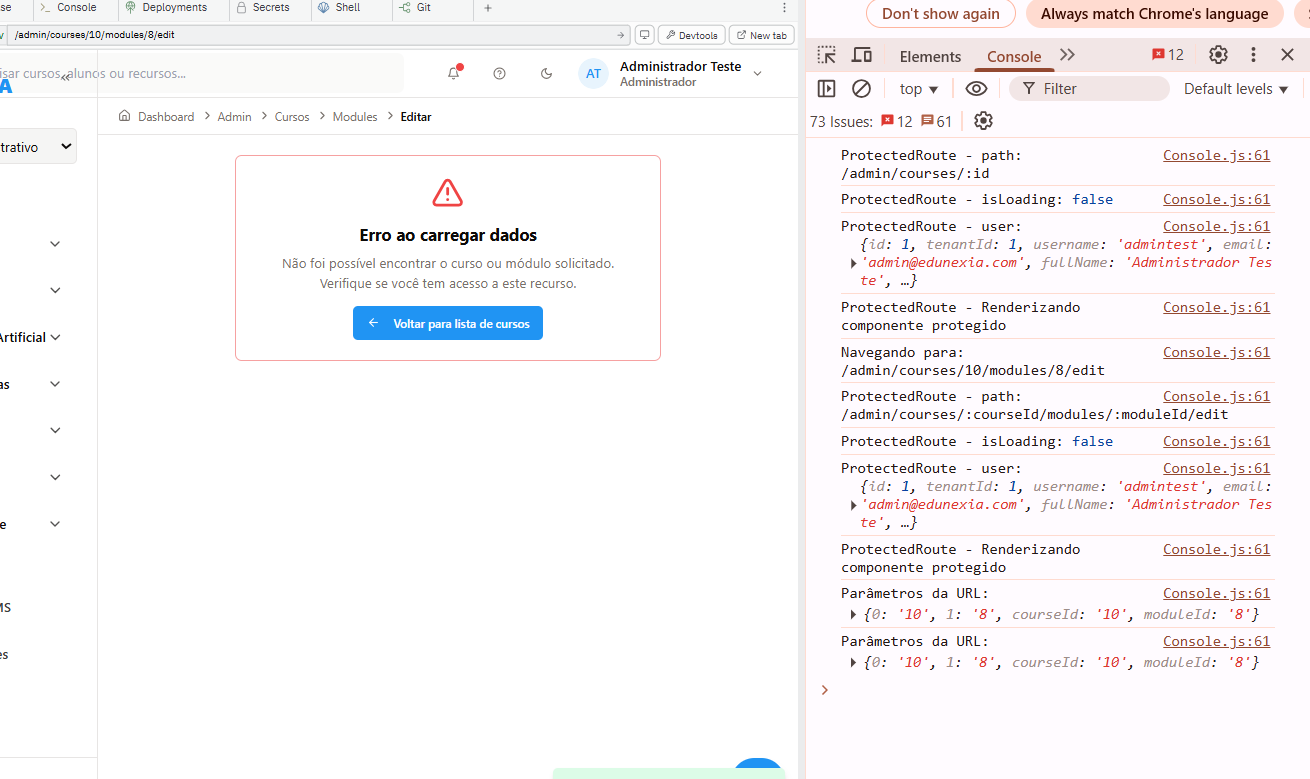 se
Console
Deployments
Secrets
Shell
Git
/admin/courses/10/modules/8/edit
Devtools
New tab
isar cursos, alunos ou recursos...
A
AT
Administrador Teste
Administrador
Dashboard
Admin
Cursos
Modules
Editar
trativo
Artificial
as
e
MS
es
Erro ao carregar dados
Não foi possível encontrar o curso ou módulo solicitado.
Verifique se você tem acesso a este recurso.
Voltar para lista de cursos
Don't show again
Always match Chrome's language
Elements
Console
12
top
Filter
Default levels
73 Issues:
12
61
ProtectedRoute - path: Console.js:61
/admin/courses/:id
ProtectedRoute - isLoading: false Console.js:61
ProtectedRoute - user: Console.js:61
{id: 1, tenantId: 1, username: 'admintest', email:
'admin@edunexia.com', fullName: 'Administrador Tes
te', …}
ProtectedRoute - Renderizando Console.js:61
componente protegido
Navegando para: Console.js:61
/admin/courses/10/modules/8/edit
ProtectedRoute - path: Console.js:61
/admin/courses/:courseId/modules/:moduleId/edit
ProtectedRoute - isLoading: false Console.js:61
ProtectedRoute - user: Console.js:61
{id: 1, tenantId: 1, username: 'admintest', email:
'admin@edunexia.com', fullName: 'Administrador Tes
te', …}
ProtectedRoute - Renderizando Console.js:61
componente protegido
Parâmetros da URL: Console.js:61
{0: '10', 1: '8', courseId: '10', moduleId: '8'}
Parâmetros da URL: Console.js:61
{0: '10', 1: '8', courseId: '10', moduleId: '8'}